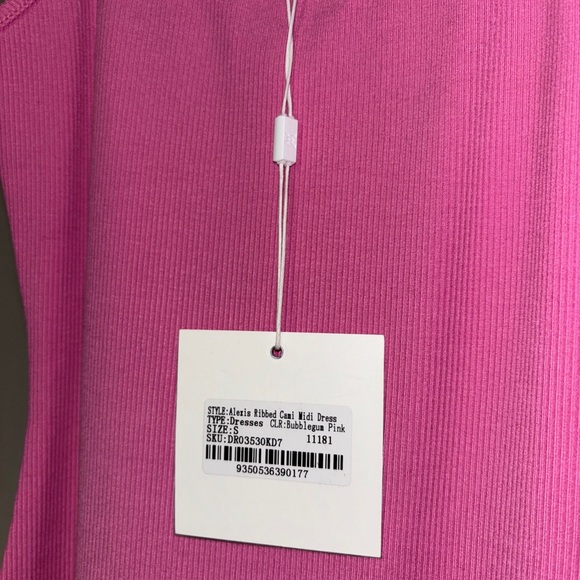 STYLE:Alexis Ribbed Cami Midi Dress
TYPE:Dresses CLR:Bubblegum Pink
SIZE:S
SKU:DR03530KD7 11181
9350536390177